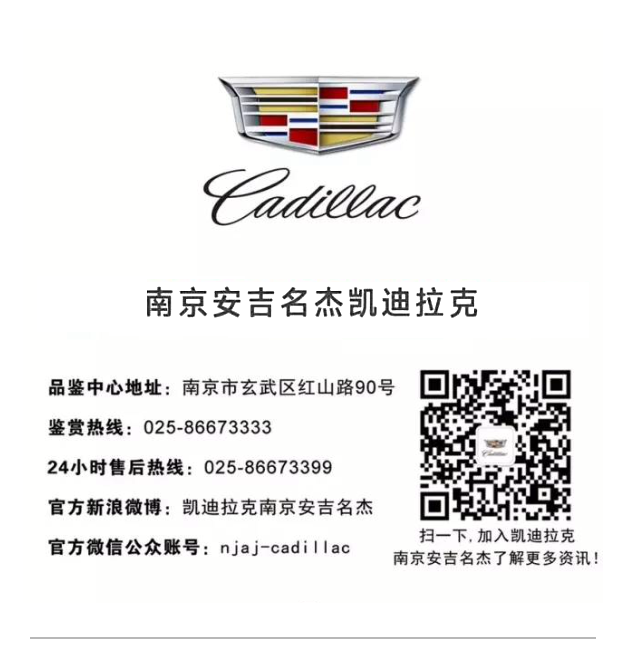 Cadillac
南京安吉名杰凯迪拉克
品鉴中心地址：南京市玄武区红山路90号
鉴赏热线：025-86673333
24小时售后热线：025-86673399
官方新浪微博：凯迪拉克南京安吉名杰
官方微信公众账号：njaj-cadillac
Cadillac
扫一下，加入凯迪拉克
南京安吉名杰了解更多资讯！